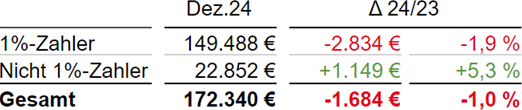 Dez.24 Δ 24/23
1%-Zahler 149.488 € -2.834 € -1,9 %
Nicht 1%-Zahler 22.852 € +1.149 € +5,3 %
Gesamt 172.340 € -1.684 € -1,0 %